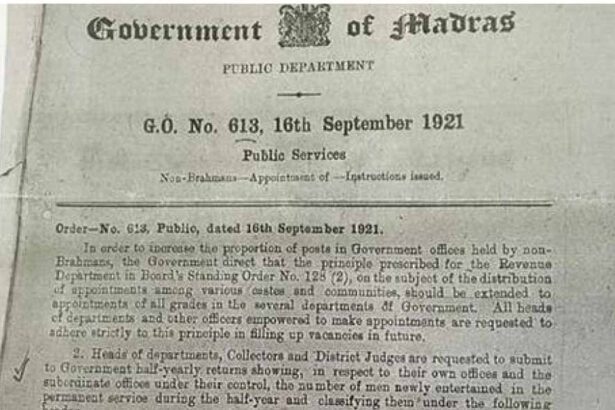 Government of Madras
PUBLIC DEPARTMENT
G.O. No. 613, 16th September 1921
Public Services
Non-Brahmans—Appointment of—Instructions issued.
Order—No. 613, Public, dated 16th September 1921.
In order to increase the proportion of posts in Government offices held by non-
Brahmans, the Government direct that the principle prescribed for the Revenue
Department in Board's Standing Order No. 128 (2), on the subject of the distribution
of appointments among various castes and communities, should be extended to
appointments of all grades in the several departments of Government. All heads
of departments and other officers empowered to make appointments are requested to
adhere strictly to this principle in filling up vacancies in future.
2. Heads of departments, Collectors and District Judges are requested to submit
to Government half-yearly returns showing, in respect to their own offices and the
subordinate offices under their control, the number of men newly entertained in the
permanent service during the half-year and classifying them under the following